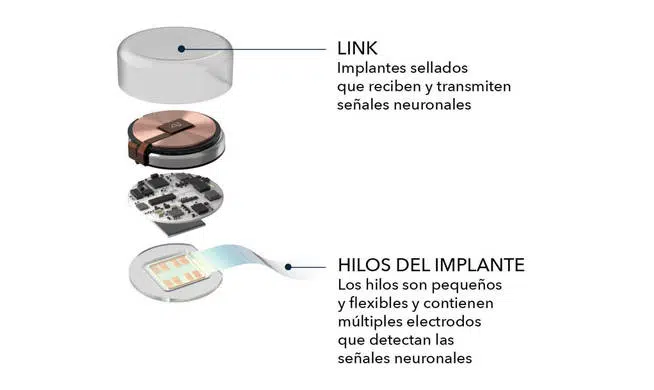 LINK
Implantes sellados
que reciben y transmiten
señales neuronales
HILOS DEL IMPLANTE
Los hilos son pequeños
y flexibles y contienen
múltiples electrodos
que detectan las
señales neuronales